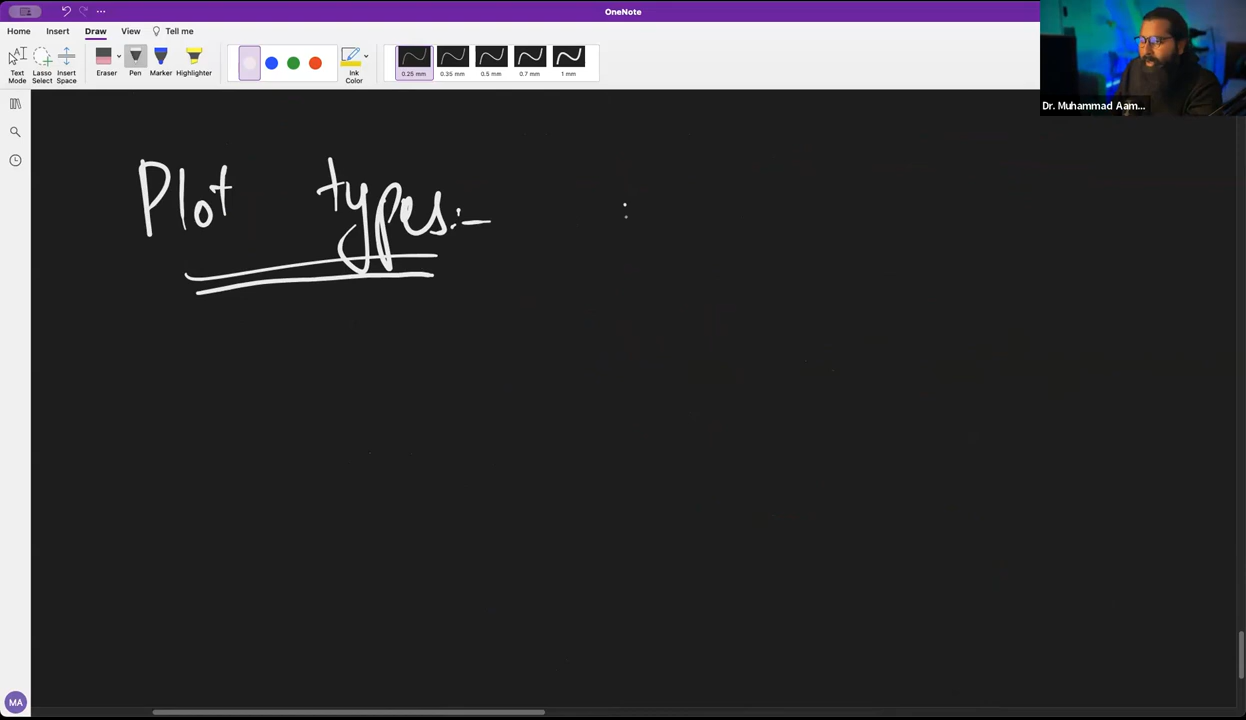 OneNote
Home Insert Draw View Tell me
Text Mode Lasso Select Insert Space Eraser Pen Marker Highlighter Ink Color 0.25 mm 0.35 mm 0.5 mm 0.7 mm 1 mm
Dr. Muhammad Aam...
Plot types:-
MA